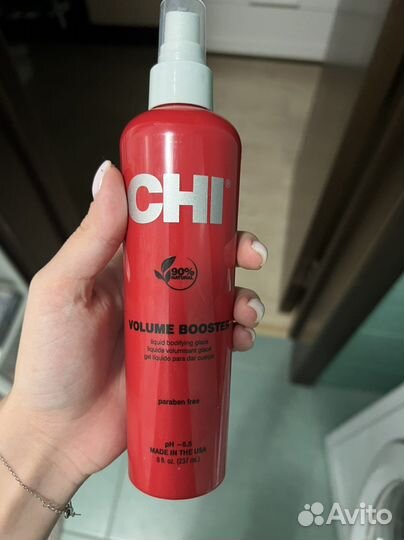 CHI®
90%
NATURAL
VOLUME BOOSTER
liquid bodifying glaze
liquide volumisant glacé
gel líquido para dar cuerpo
paraben free
pH ~5.5
MADE IN THE USA
8 fl oz. (237 mL)
Avito